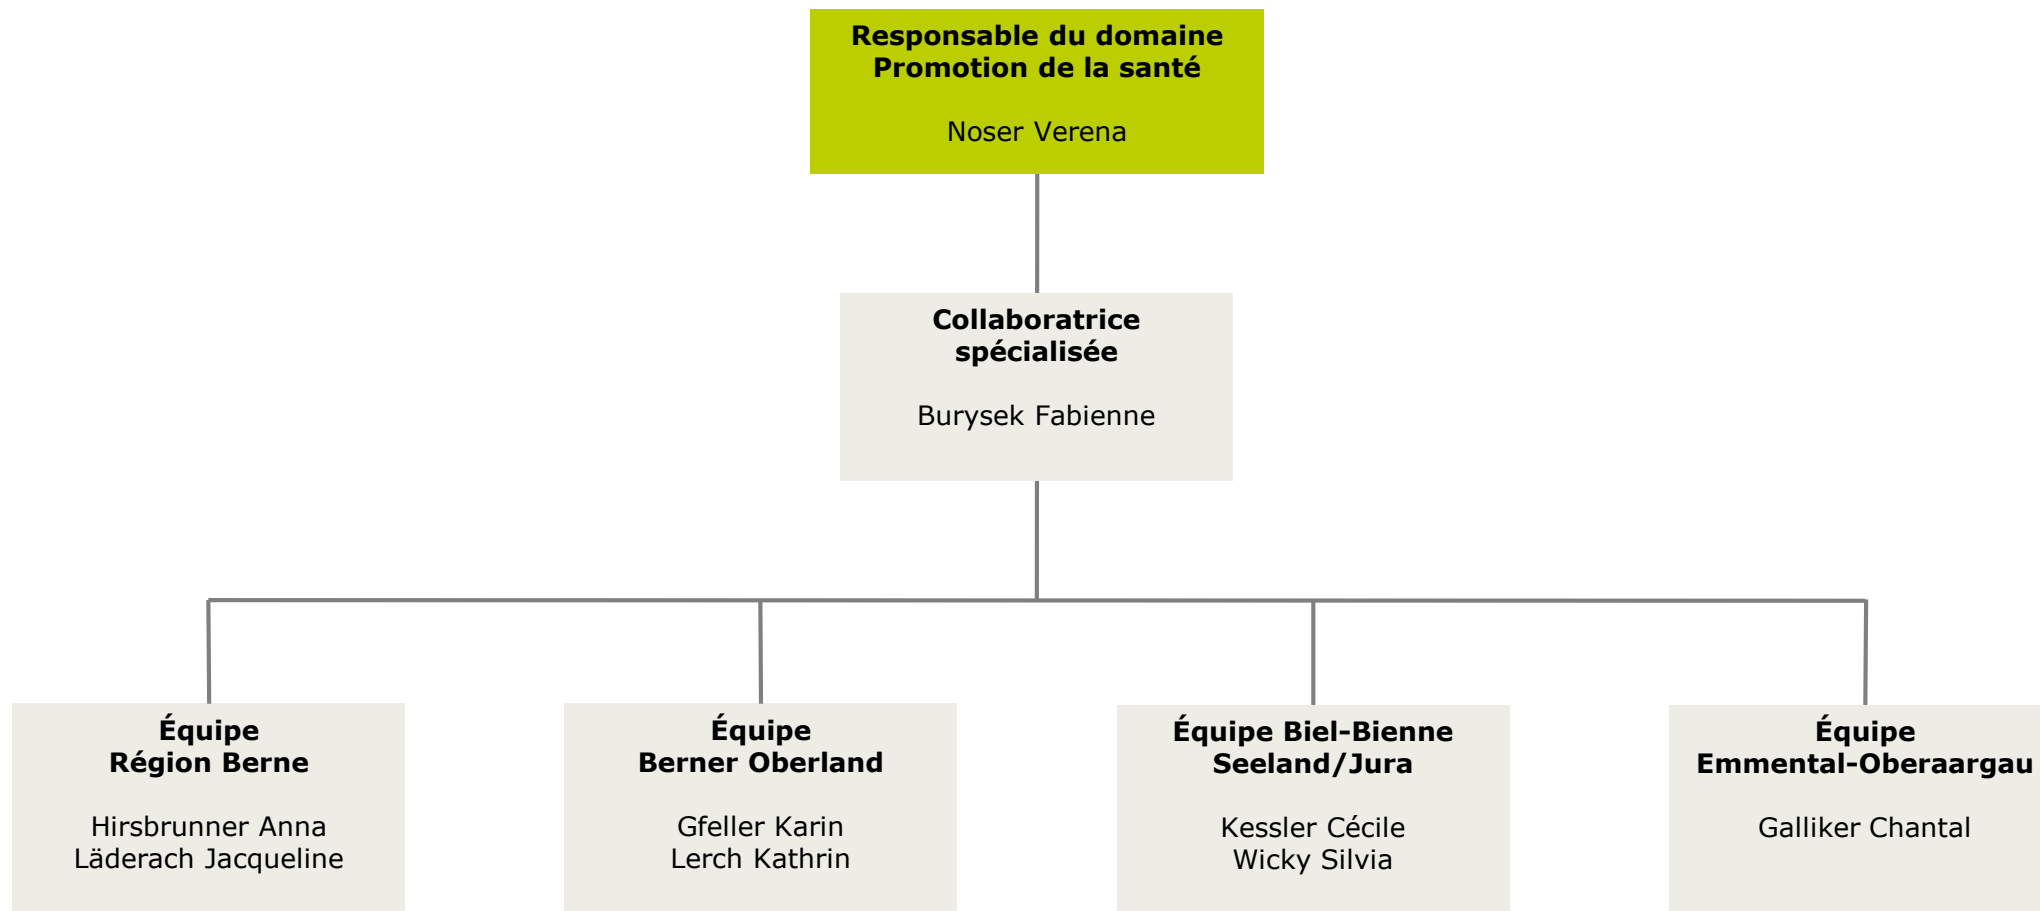 Responsable du domaine
Promotion de la santé
Noser Verena
Collaboratrice
spécialisée
Burysek Fabienne
Équipe
Région Berne
Hirsbrunner Anna
Läderach Jacqueline
Équipe
Berner Oberland
Gfeller Karin
Lerch Kathrin
Équipe Biel-Bienne
Seeland/Jura
Kessler Cécile
Wicky Silvia
Équipe
Emmental-Oberaargau
Galliker Chantal